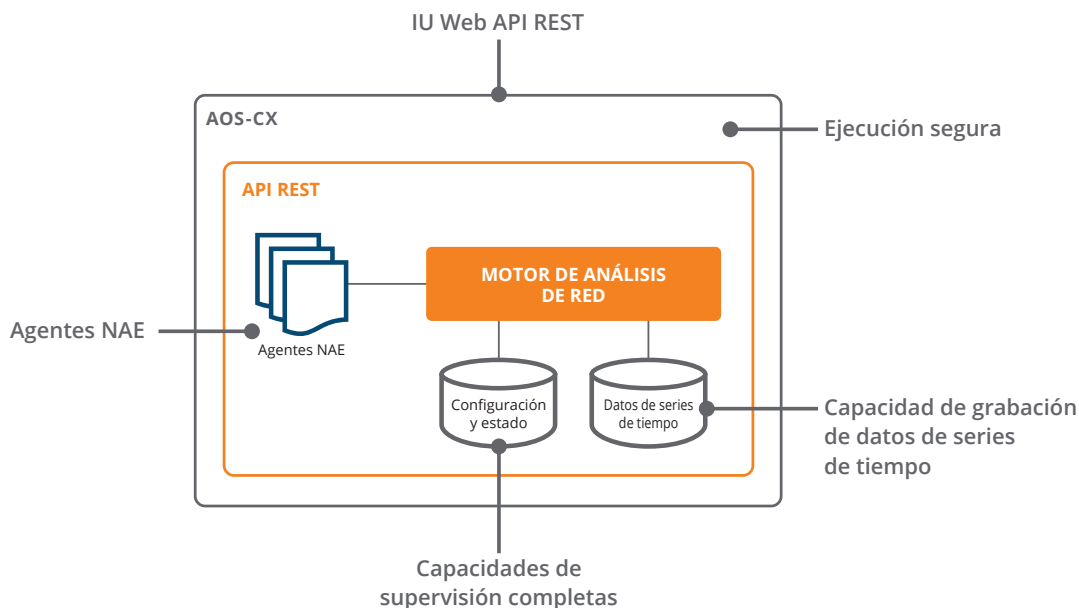 IU Web API REST
AOS-CX
Ejecución segura
API REST
MOTOR DE ANÁLISIS
DE RED
Agentes NAE
Agentes NAE
Configuración
y estado
Datos de series
de tiempo
Capacidad de grabación
de datos de series
de tiempo
Capacidades de
supervisión completas